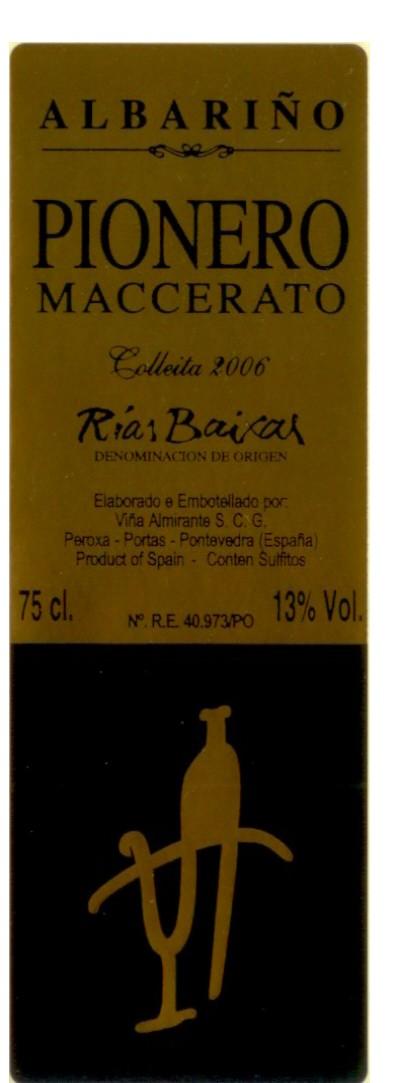 ALBARIÑO
PIONERO
MACCERATO
Colleita 2006
Rías Baixas
DENOMINACION DE ORIGEN
Elaborado e Embotellado por:
Viña Almirante S. C. G.
Peroxa - Portas - Pontevedra (España)
Product of Spain - Conten Sulfitos
75 cl. Nº. R.E. 40.973/PO 13% Vol.